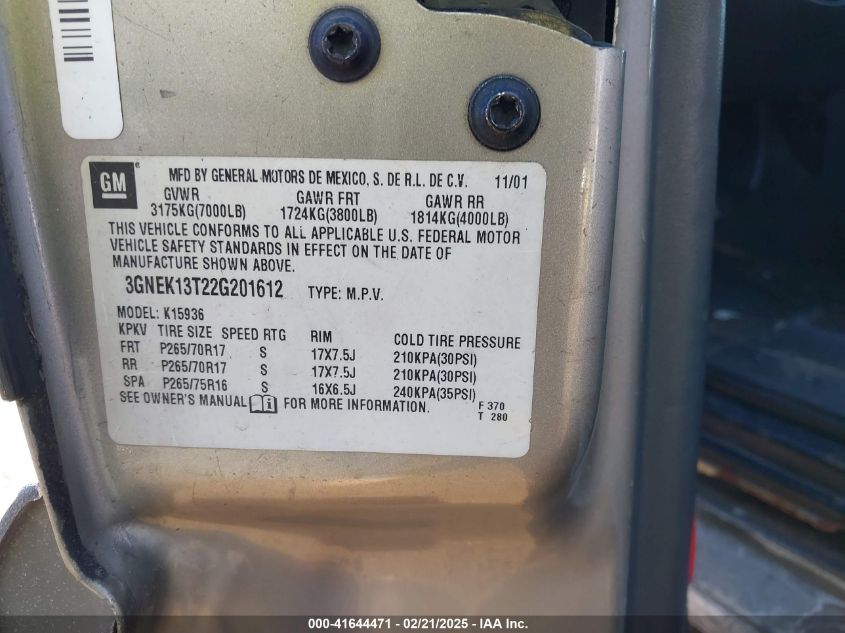 GM
MFD BY GENERAL MOTORS DE MEXICO, S. DE R.L. DE C.V. 11/01
GVWR GAWR FRT GAWR RR
3175KG(7000LB) 1724KG(3800LB) 1814KG(4000LB)
THIS VEHICLE CONFORMS TO ALL APPLICABLE U.S. FEDERAL MOTOR
VEHICLE SAFETY STANDARDS IN EFFECT ON THE DATE OF
MANUFACTURE SHOWN ABOVE.
3GNEK13T22G201612 TYPE: M.P.V.
MODEL: K15936
KPKV TIRE SIZE SPEED RTG RIM COLD TIRE PRESSURE
FRT P265/70R17 S 17X7.5J 210KPA(30PSI)
RR P265/70R17 S 17X7.5J 210KPA(30PSI)
SPA P265/75R16 S 16X6.5J 240KPA(35PSI)
SEE OWNER'S MANUAL FOR MORE INFORMATION.
F 370
T 280
000-41644471 - 02/21/2025 - IAA Inc.